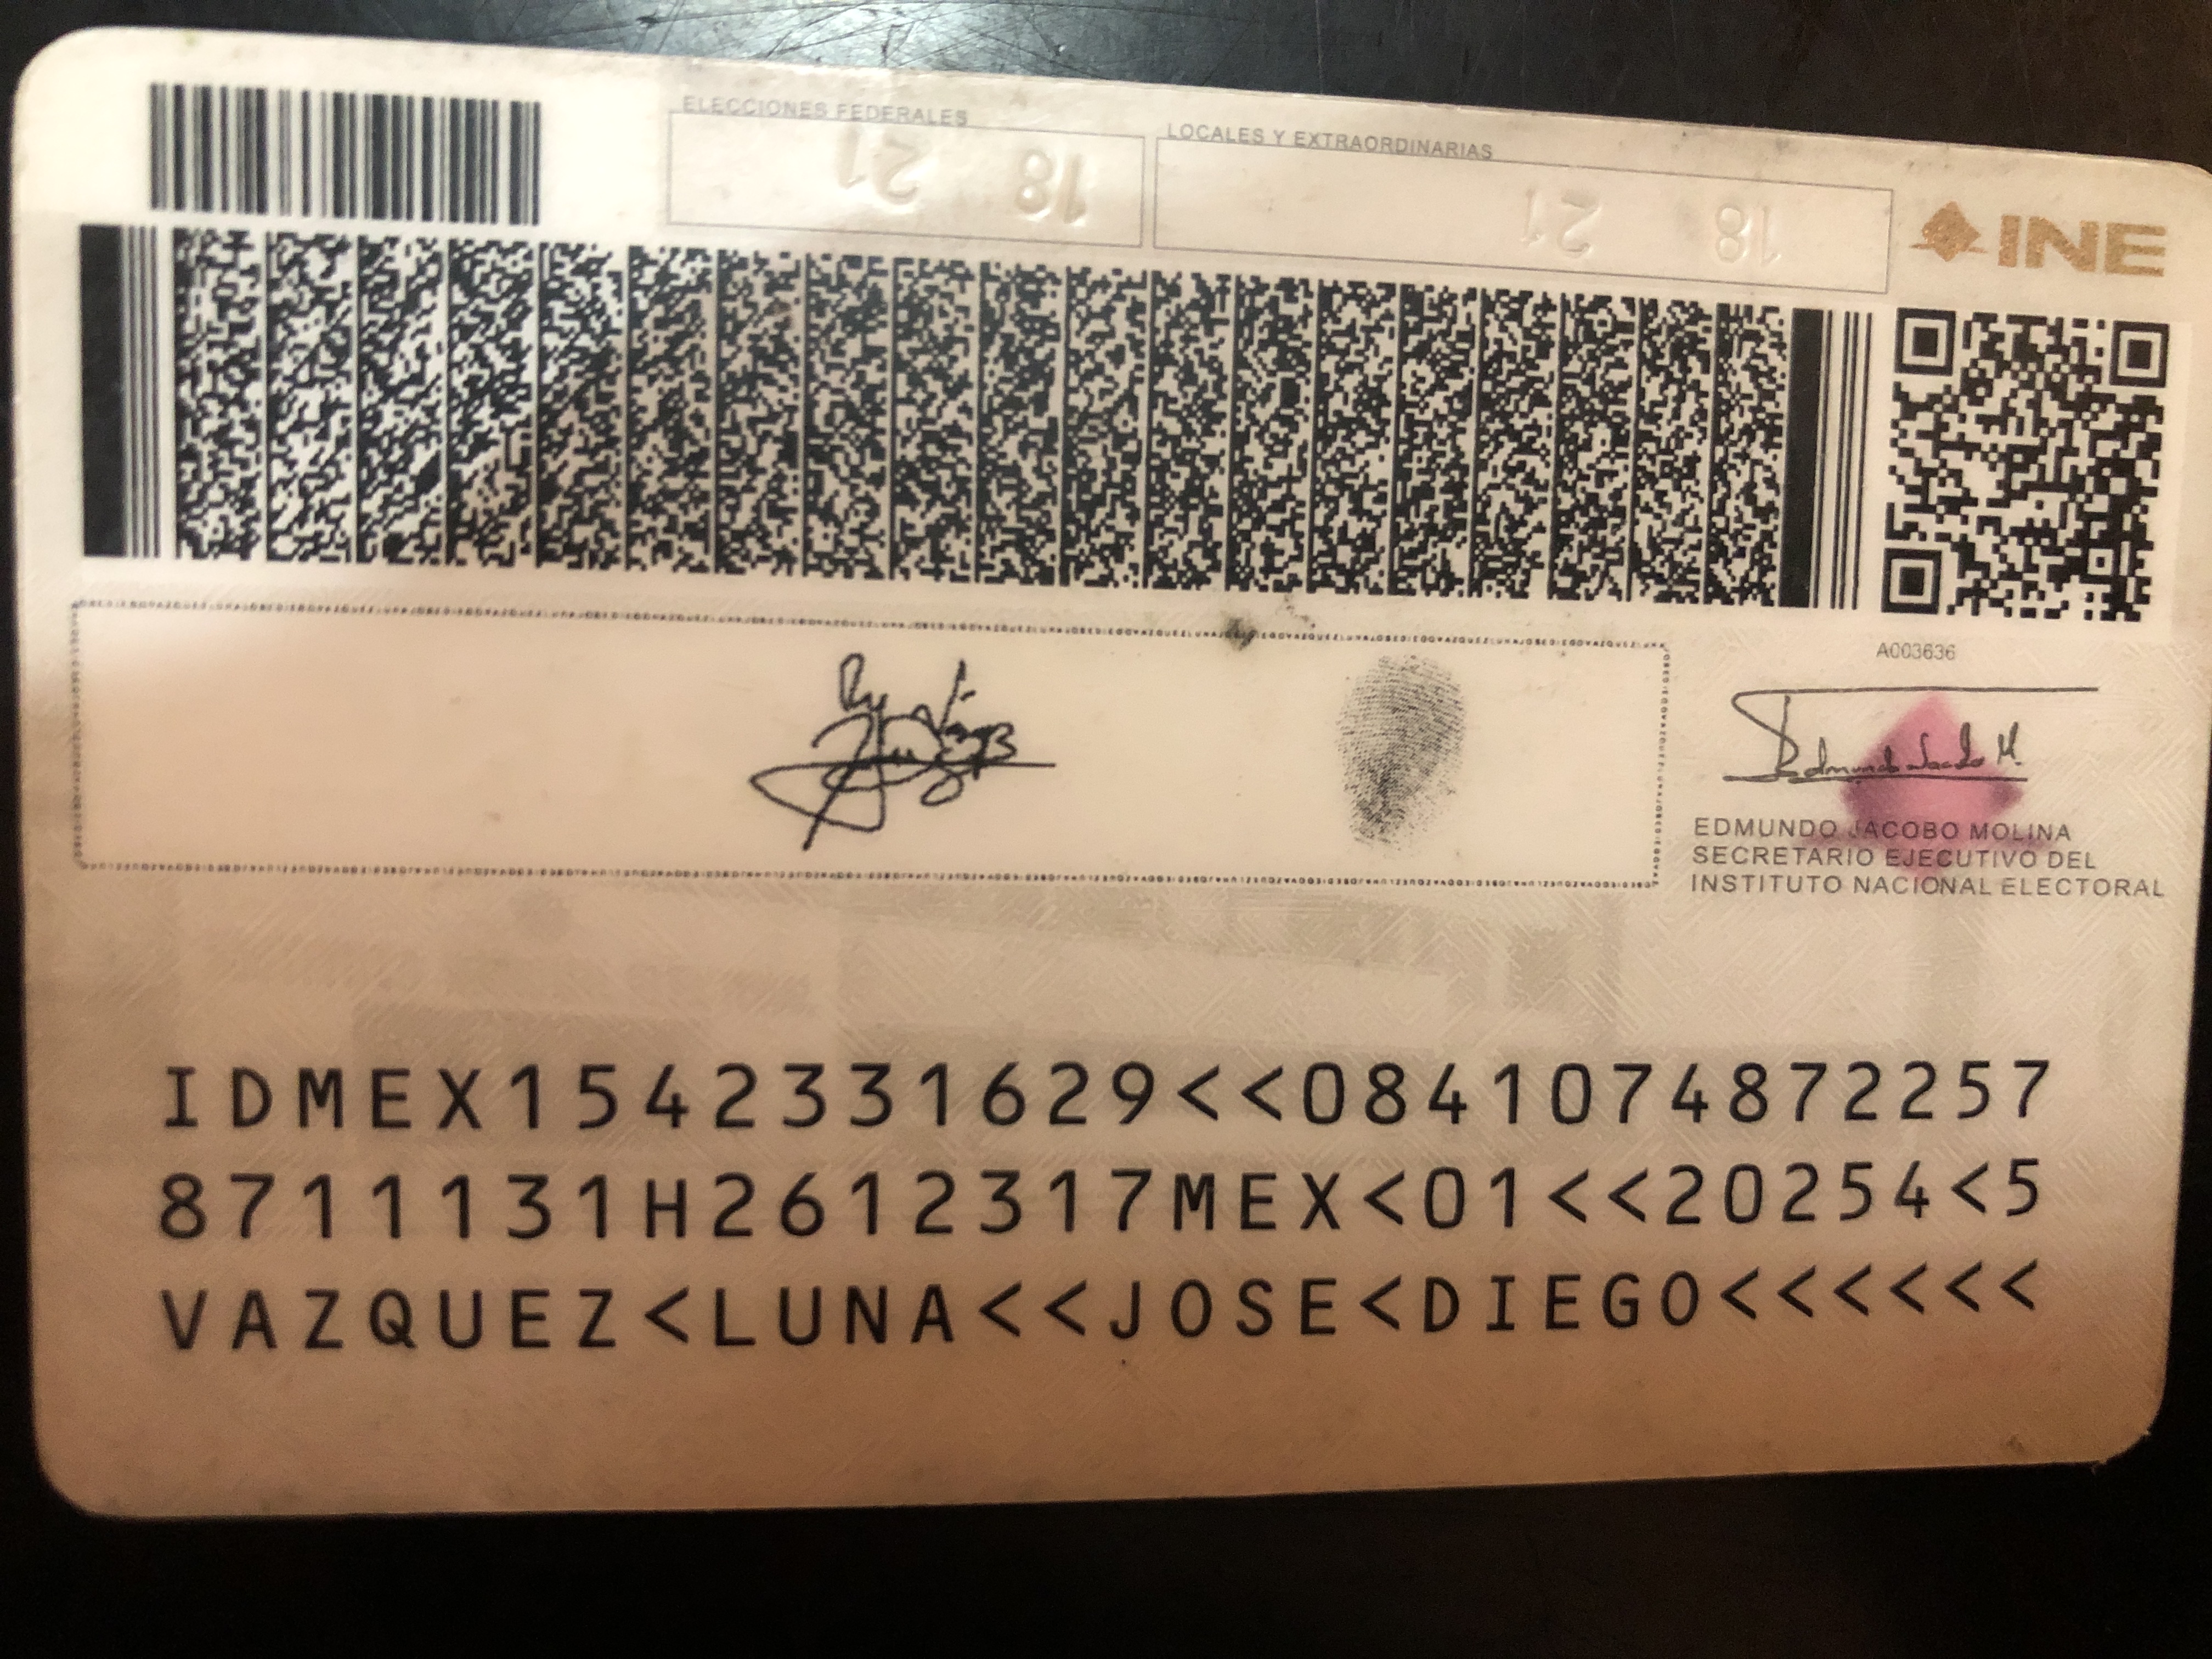 ELECCIONES FEDERALES
LOCALES Y EXTRAORDINARIAS
21 18
21 18
INE
A003636
EDMUNDO JACOBO MOLINA
SECRETARIO EJECUTIVO DEL
INSTITUTO NACIONAL ELECTORAL
IDMEX1542331629<<0841074872257
8711131H2612317MEX<01<<20254<5
VAZQUEZ<LUNA<<JOSE<DIEGO<<<<<<